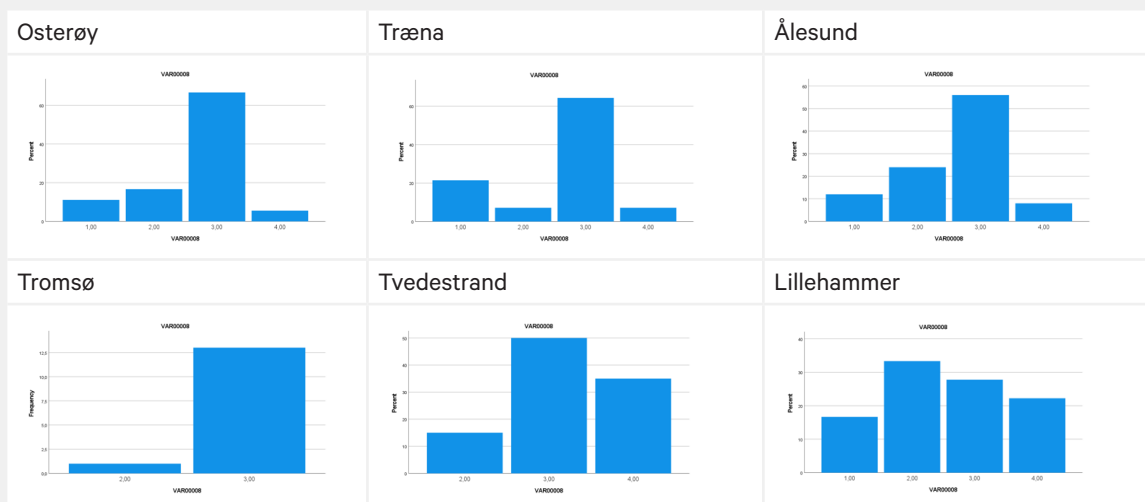 Osterøy
Træna
Ålesund
VAR00008
Percent
60
40
20
0
1,00 2,00 3,00 4,00
VAR00008
VAR00008
Percent
60
40
20
0
1,00 2,00 3,00 4,00
VAR00008
VAR00008
Percent
60
50
40
30
20
10
0
1,00 2,00 3,00 4,00
VAR00008
Tromsø
Tvedestrand
Lillehammer
VAR00008
Frequency
12,5
10,0
7,5
5,0
2,5
0,0
2,00 3,00
VAR00008
VAR00008
Percent
50
40
30
20
10
0
2,00 3,00 4,00
VAR00008
VAR00008
Percent
40
30
20
10
0
1,00 2,00 3,00 4,00
VAR00008